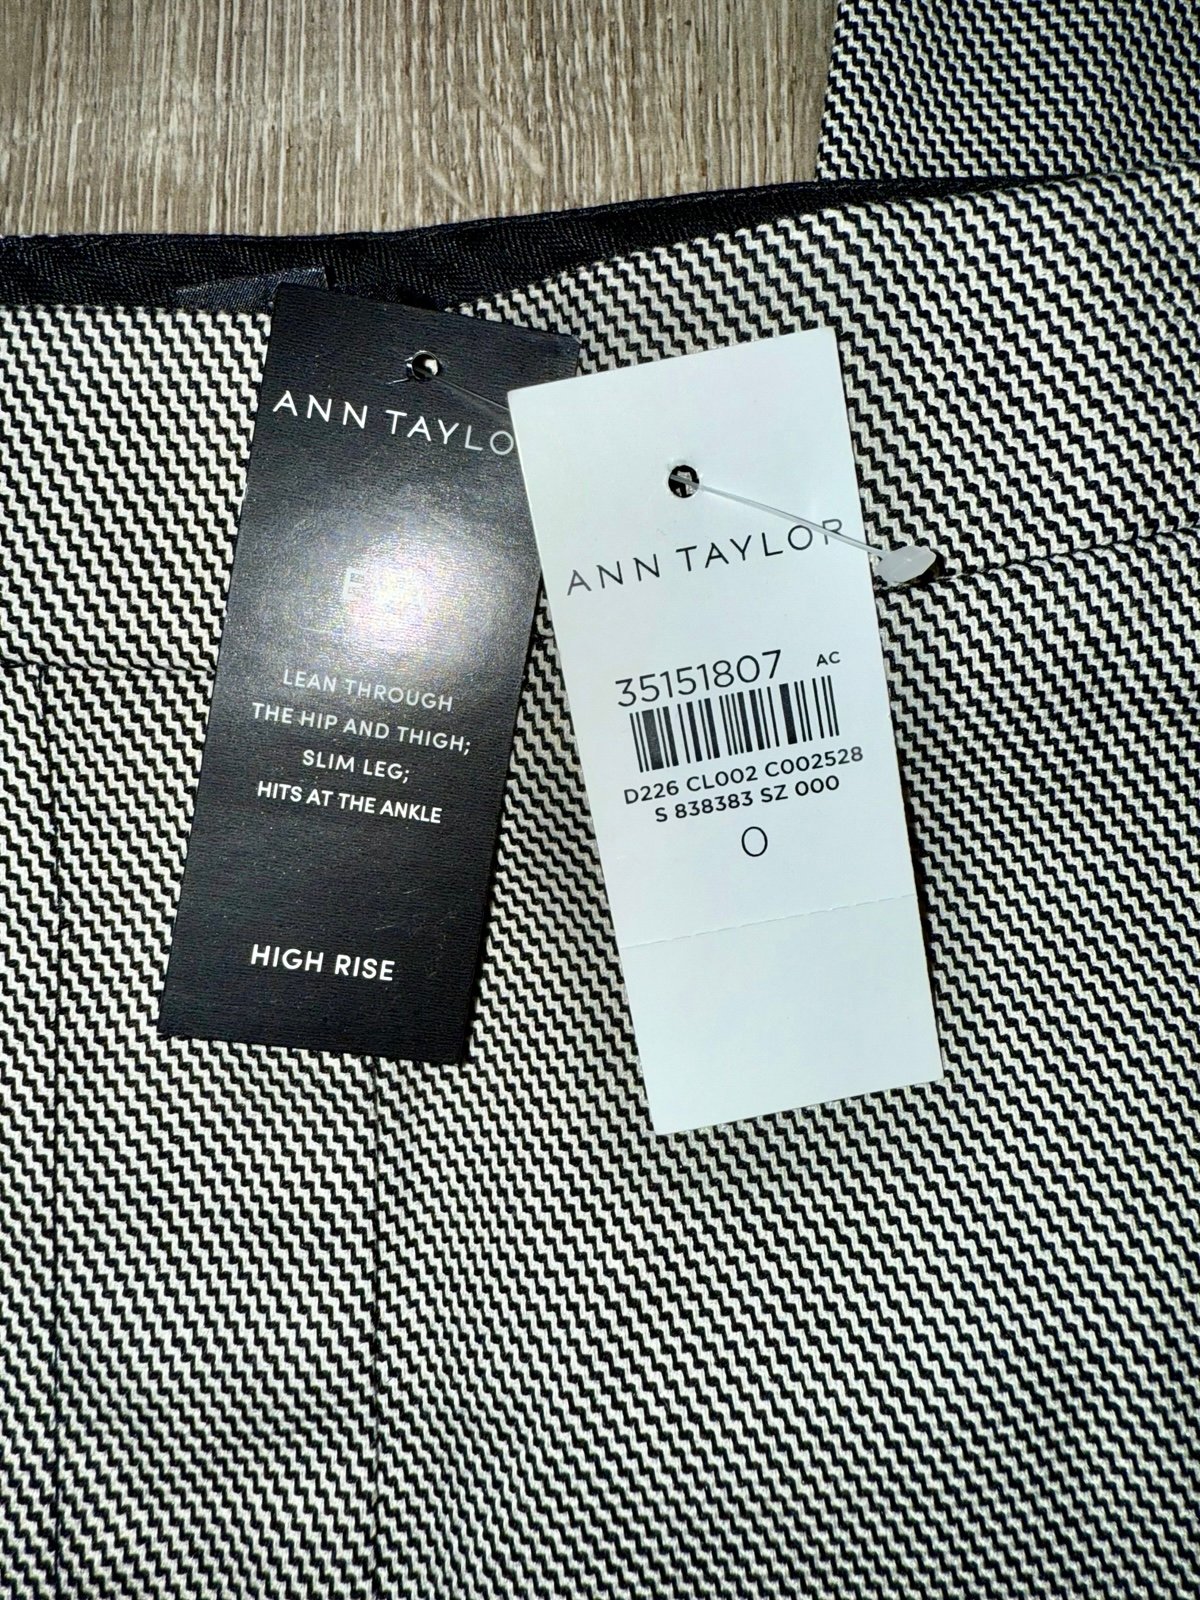 ANN TAYLO
LEAN THROUGH
THE HIP AND THIGH;
SLIM LEG;
HITS AT THE ANKLE
HIGH RISE
ANN TAYLOR
35151807 AC
D226 CL002 C002528
S 838383 SZ 000
0